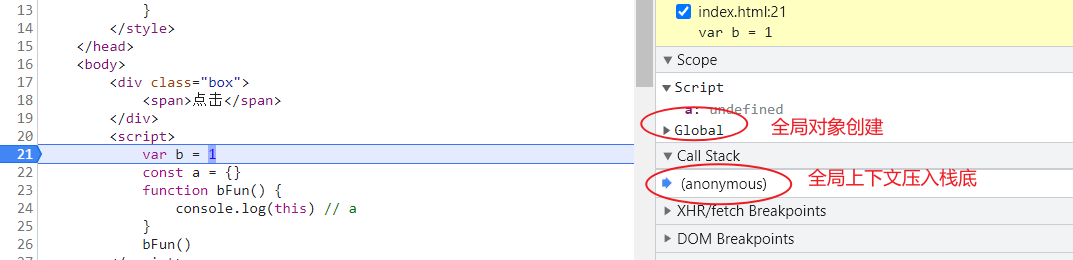 13 }
14 </style>
15 </head>
16 <body>
17 <div class="box">
18 <span>点击</span>
19 </div>
20 <script>
21 var b = 1
22 const a = {}
23 function bFun() {
24 console.log(this) // a
25 }
26 bFun()
index.html:21
var b = 1
Scope
Script
a: undefined
Global 全局对象创建
Call Stack
(anonymous) 全局上下文压入栈底
XHR/fetch Breakpoints
DOM Breakpoints